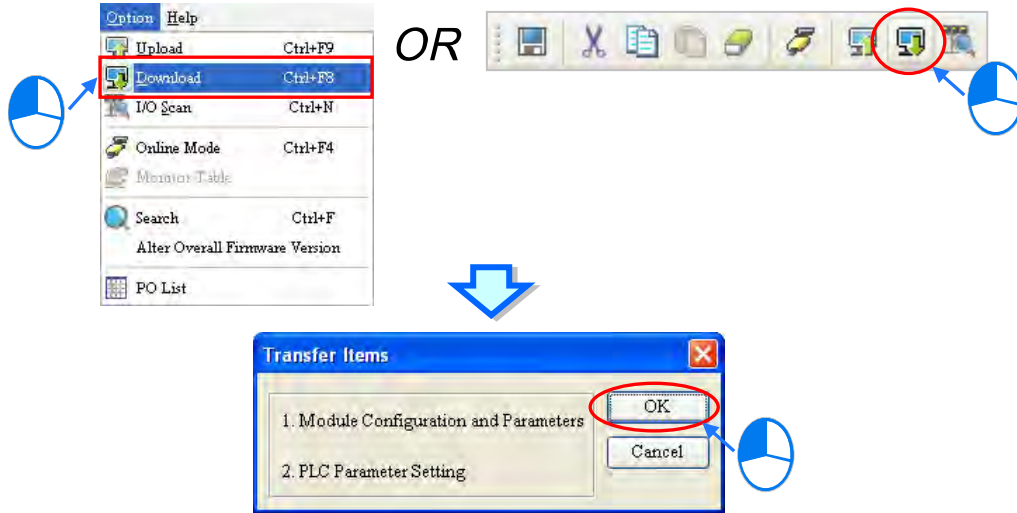 Option Help
Upload Ctrl+F9
Download Ctrl+F8
I/O Scan Ctrl+N
Online Mode Ctrl+F4
Monitor Table
Search Ctrl+F
Alter Overall Firmware Version
PO List
OR
Transfer Items
1. Module Configuration and Parameters
2. PLC Parameter Setting
OK
Cancel